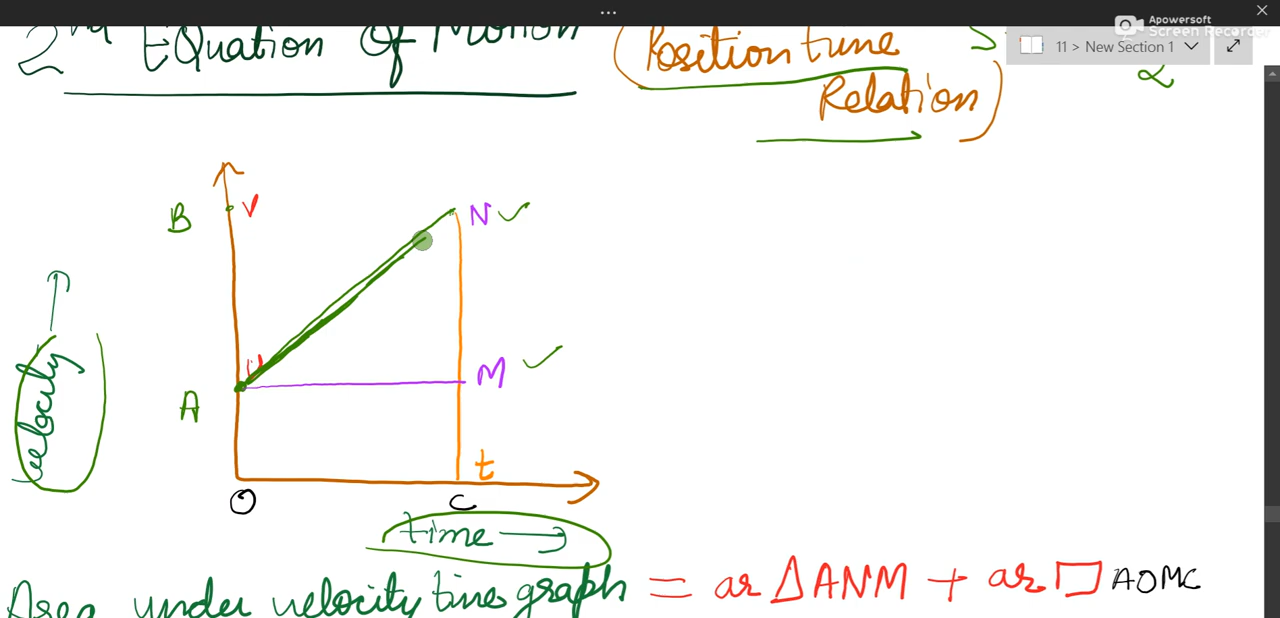 2nd Equation Of Motion
(Position time
Relation)
Apowersoft
Screen Recorder
11 > New Section 1
2
B
V
N
Velocity
U
M
A
t
O
C
time
Area under velocity time graph = ar △ANM + ar □ AOMC